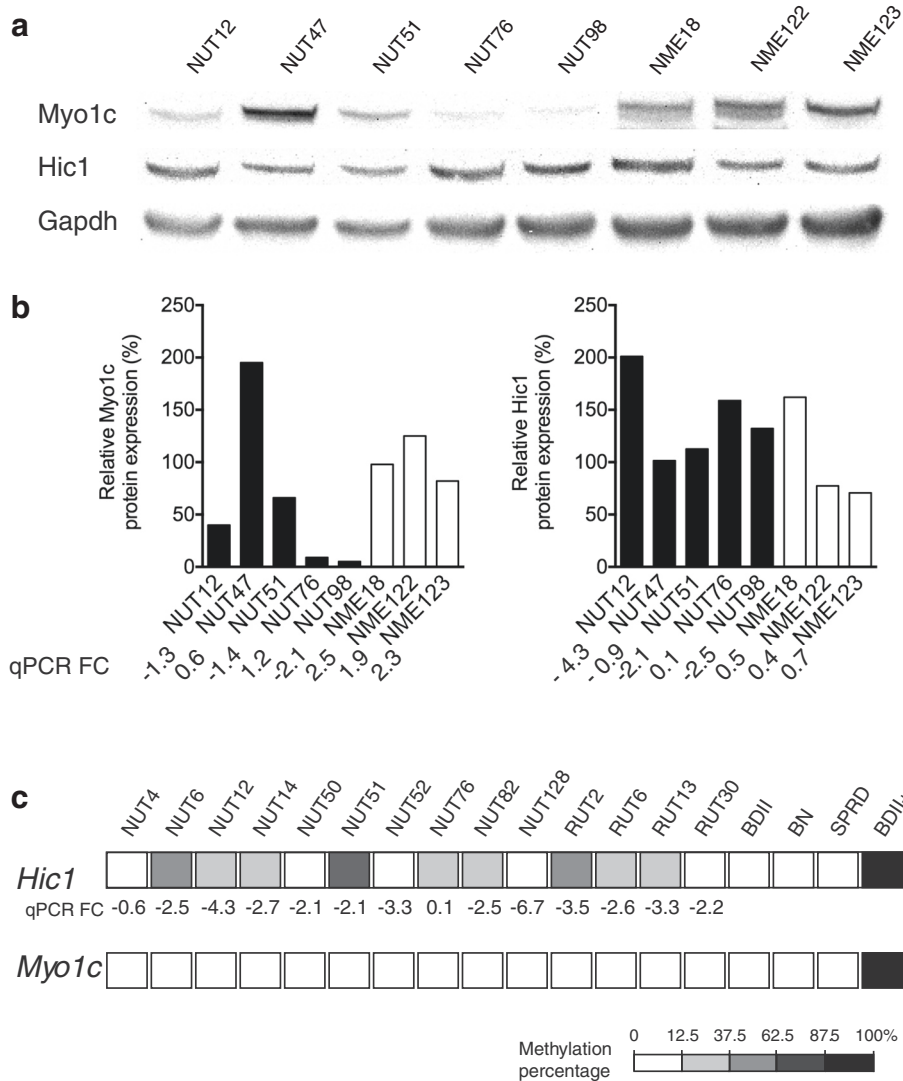 a
NUT12 NUT47 NUT51 NUT76 NUT98 NME18 NME122 NME123
Myo1c
Hic1
Gapdh
b
Relative Myo1c
protein expression (%)
250
200
150
100
50
0
NUT12 NUT47 NUT51 NUT76 NUT98 NME18 NME122 NME123
qPCR FC -1.3 0.6 -1.4 1.2 -2.1 2.5 1.9 2.3
Relative Hic1
protein expression (%)
250
200
150
100
50
0
NUT12 NUT47 NUT51 NUT76 NUT98 NME18 NME122 NME123
- 4.3 - 0.9 -2.1 0.1 -2.5 0.5 0.4 0.7
c
NUT4 NUT6 NUT12 NUT14 NUT50 NUT51 NUT52 NUT76 NUT82 NUT128 RUT2 RUT6 RUT13 RUT30 BDII BN SPRD
Hic1
qPCR FC -0.6 -2.5 -4.3 -2.7 -2.1 -2.1 -3.3 0.1 -2.5 -6.7 -3.5 -2.6 -3.3 -2.2
Myo1c
Methylation
percentage
0 12.5 37.5 62.5 87.5 100%